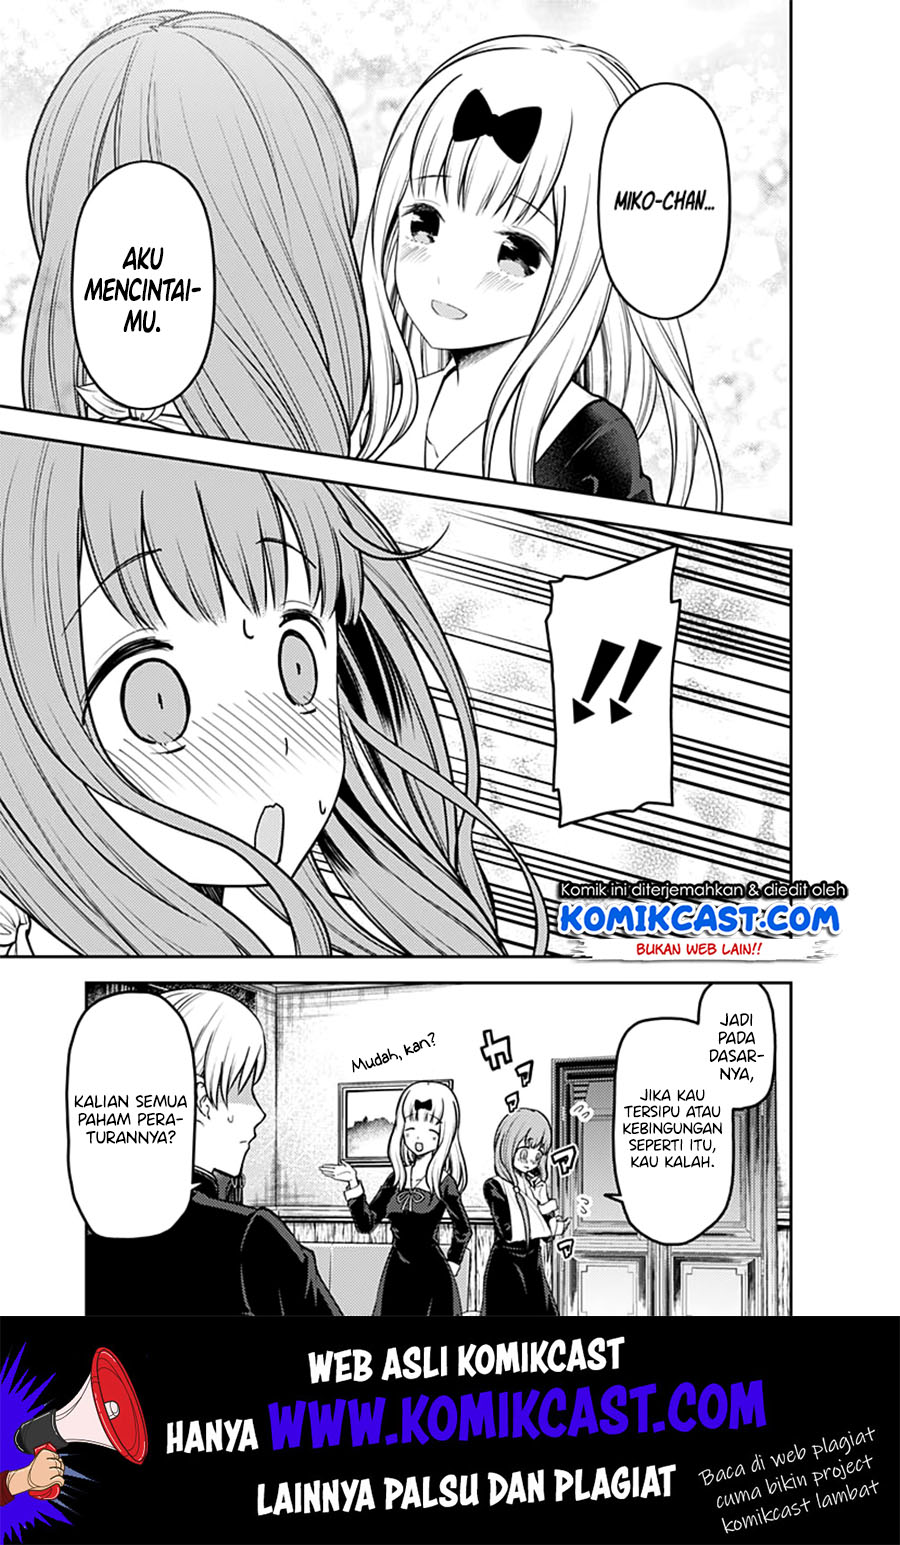 MIKO-CHAN...
AKU
MENCINTAI-
MU.
!!
Komik ini diterjemahkan & diedit oleh
KOMIKCAST.COM
BUKAN WEB LAIN!!
JADI
PADA
DASAR-
NYA,
JIKA KAU
TERSIPU ATAU
KEBINGUNGAN
SEPERTI ITU,
KAU KALAH.
Mudah, kan?
KALIAN SEMUA
PAHAM PERA-
TURANNYA?
WEB ASLI KOMIKCAST
HANYA WWW.KOMIKCAST.COM
LAINNYA PALSU DAN PLAGIAT
Baca di web plagiat
cuma bikin project
komikcast lambat